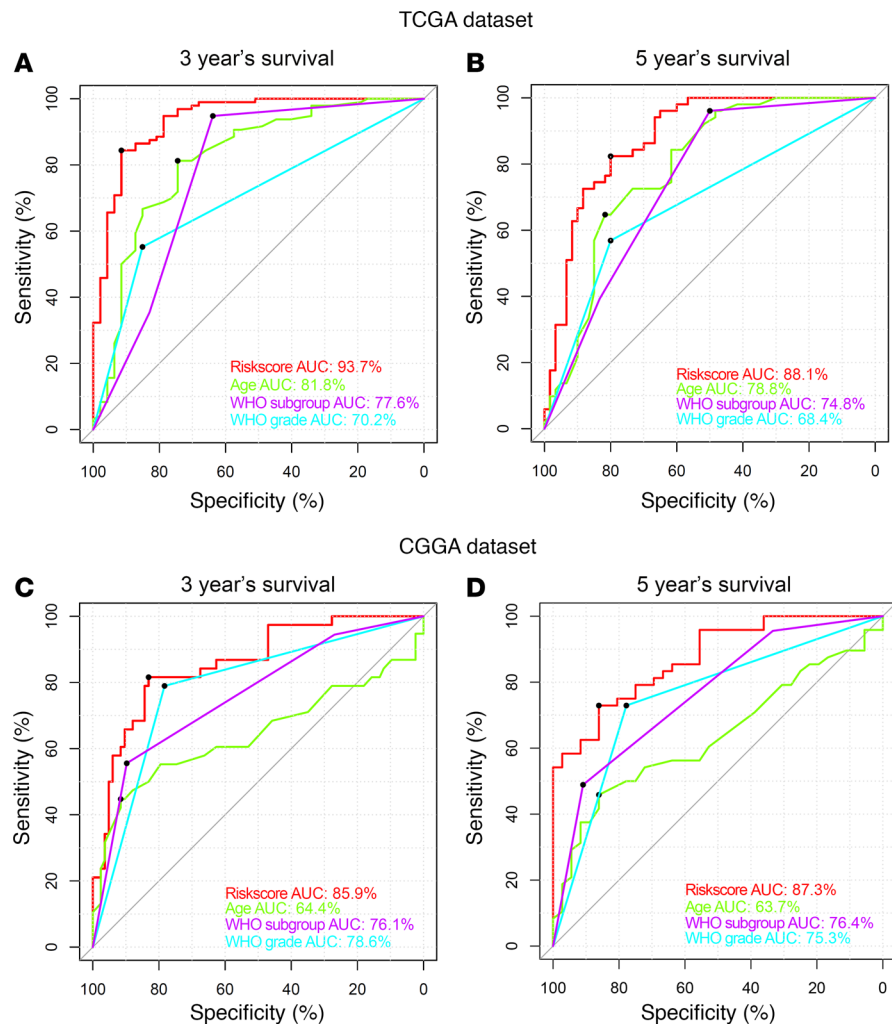 TCGA dataset
A
3 year's survival
B
5 year's survival
Sensitivity (%)
100
80
60
40
20
0
Riskscore AUC: 93.7%
Age AUC: 81.8%
WHO subgroup AUC: 77.6%
WHO grade AUC: 70.2%
100
80
60
40
20
0
Specificity (%)
Sensitivity (%)
100
80
60
40
20
0
Riskscore AUC: 88.1%
Age AUC: 78.8%
WHO subgroup AUC: 74.8%
WHO grade AUC: 68.4%
100
80
60
40
20
0
Specificity (%)
CGGA dataset
C
3 year's survival
D
5 year's survival
Sensitivity (%)
100
80
60
40
20
0
Riskscore AUC: 85.9%
Age AUC: 64.4%
WHO subgroup AUC: 76.1%
WHO grade AUC: 78.6%
100
80
60
40
20
0
Specificity (%)
Sensitivity (%)
100
80
60
40
20
0
Riskscore AUC: 87.3%
Age AUC: 63.7%
WHO subgroup AUC: 76.4%
WHO grade AUC: 75.3%
100
80
60
40
20
0
Specificity (%)